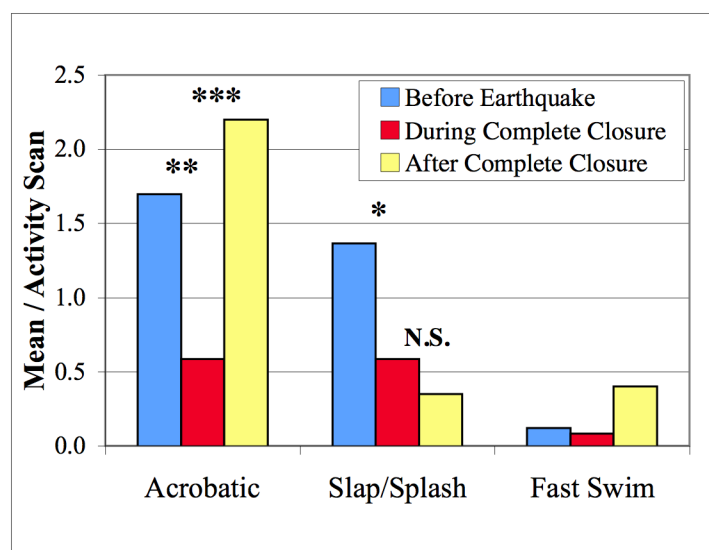 2.5
2.0
1.5
1.0
0.5
0.0
Mean / Activity Scan
***
**
*
N.S.
Before Earthquake
During Complete Closure
After Complete Closure
Acrobatic
Slap/Splash
Fast Swim